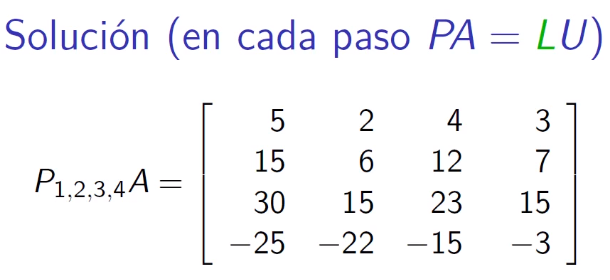 Solución (en cada paso PA = LU)
5 2 4 3
15 6 12 7
P1,2,3,4A =
30 15 23 15
−25 −22 −15 −3